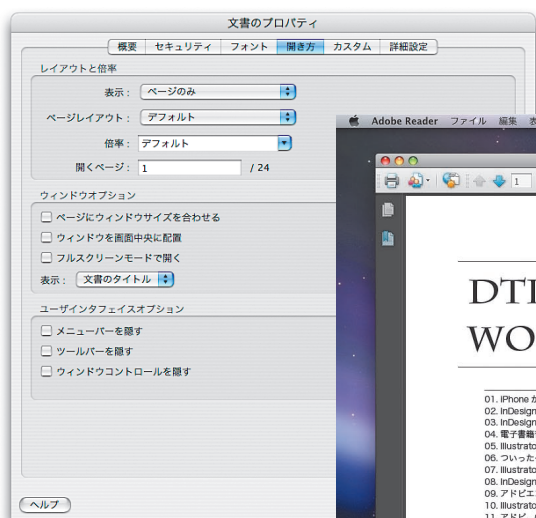 文書のプロパティ
概要 セキュリティ フォント 開き方 カスタム 詳細設定
レイアウトと倍率
表示： ページのみ
ページレイアウト： デフォルト
倍率： デフォルト
開くページ： 1 / 24
ウィンドウオプション
ページにウィンドウサイズを合わせる
ウィンドウを画面中央に配置
フルスクリーンモードで開く
表示： 文書のタイトル
ユーザインタフェイスオプション
メニューバーを隠す
ツールバーを隠す
ウィンドウコントロールを隠す
ヘルプ
Adobe Reader ファイル 編集
1
DTP
WO
01. iPhone
02. InDesign
03. InDesign
04. 電子書籍
05. Illustrato
06. ついった
07. Illustrato
08. InDesign
09. アドビエ
10. Illustrato
11. アドビ